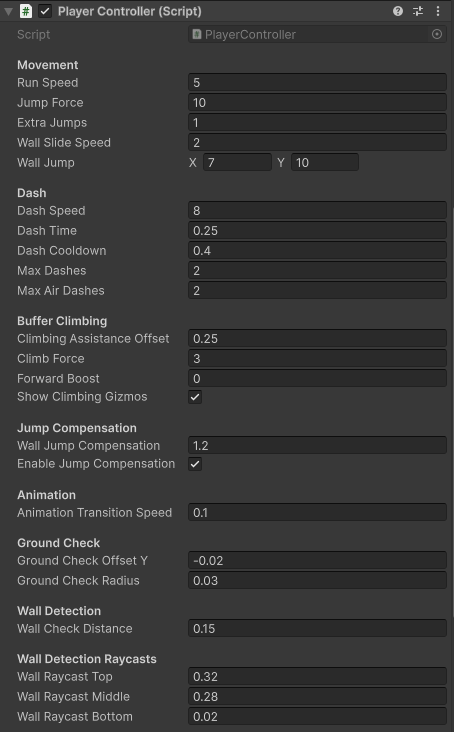 Player Controller (Script)
Script PlayerController
Movement
Run Speed 5
Jump Force 10
Extra Jumps 1
Wall Slide Speed 2
Wall Jump X 7 Y 10
Dash
Dash Speed 8
Dash Time 0.25
Dash Cooldown 0.4
Max Dashes 2
Max Air Dashes 2
Buffer Climbing
Climbing Assistance Offset 0.25
Climb Force 3
Forward Boost 0
Show Climbing Gizmos
Jump Compensation
Wall Jump Compensation 1.2
Enable Jump Compensation
Animation
Animation Transition Speed 0.1
Ground Check
Ground Check Offset Y -0.02
Ground Check Radius 0.03
Wall Detection
Wall Check Distance 0.15
Wall Detection Raycasts
Wall Raycast Top 0.32
Wall Raycast Middle 0.28
Wall Raycast Bottom 0.02